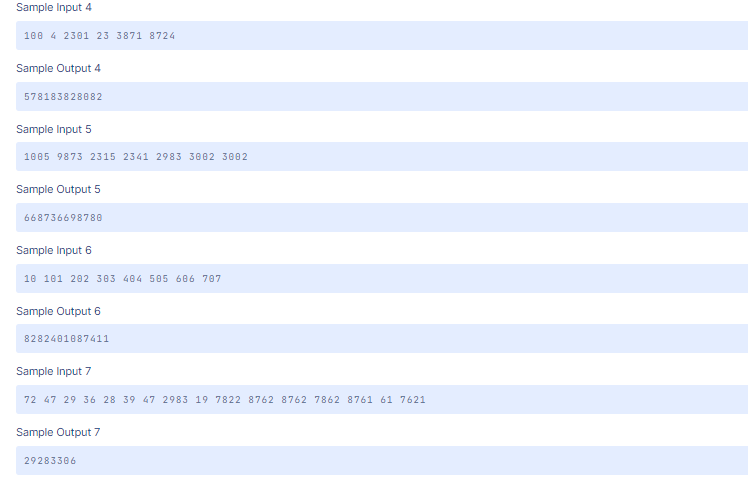 Sample Input 4
100 4 2301 23 3871 8724
Sample Output 4
578183828082
Sample Input 5
1005 9873 2315 2341 2983 3002 3002
Sample Output 5
668736698780
Sample Input 6
10 101 202 303 404 505 606 707
Sample Output 6
8282401087411
Sample Input 7
72 47 29 36 28 39 47 2983 19 7822 8762 8762 7862 8761 61 7621
Sample Output 7
29283306